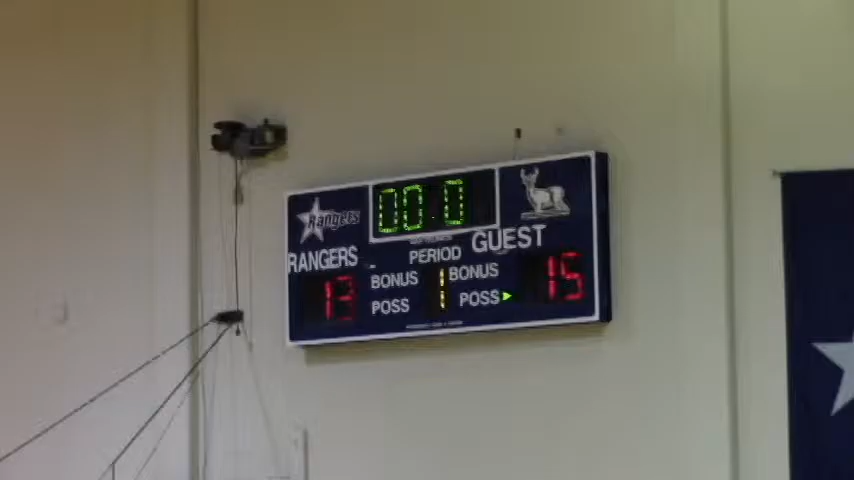 Rangers
00.0
RANGERS
PERIOD
GUEST
13
BONUS
1
BONUS
15
POSS
POSS